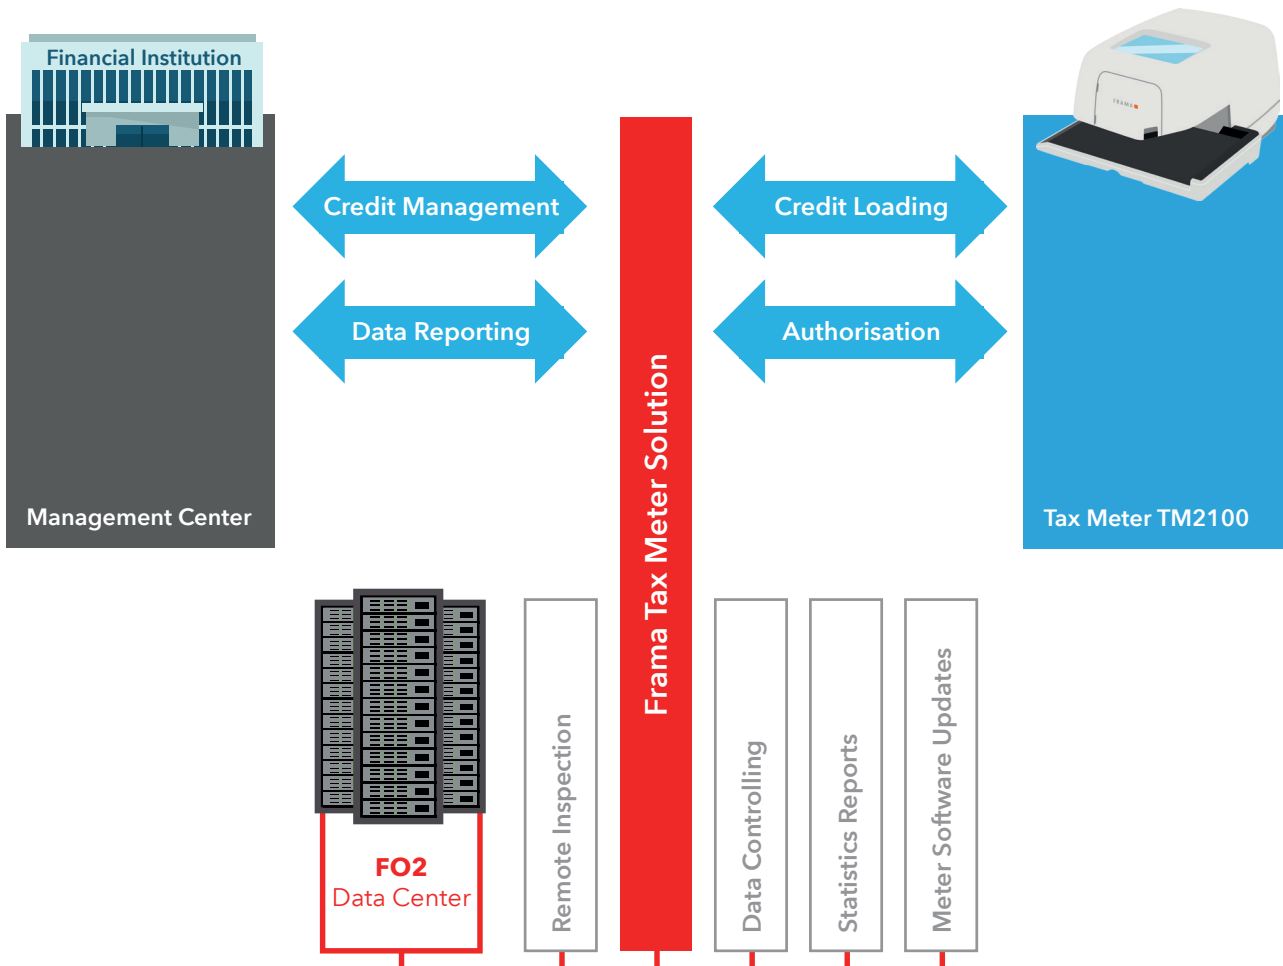 Financial Institution
FRAMA
Credit Management
Credit Loading
Data Reporting
Authorisation
Frama Tax Meter Solution
Management Center
Tax Meter TM2100
FO2
Data Center
Remote Inspection
Data Controlling
Statistics Reports
Meter Software Updates